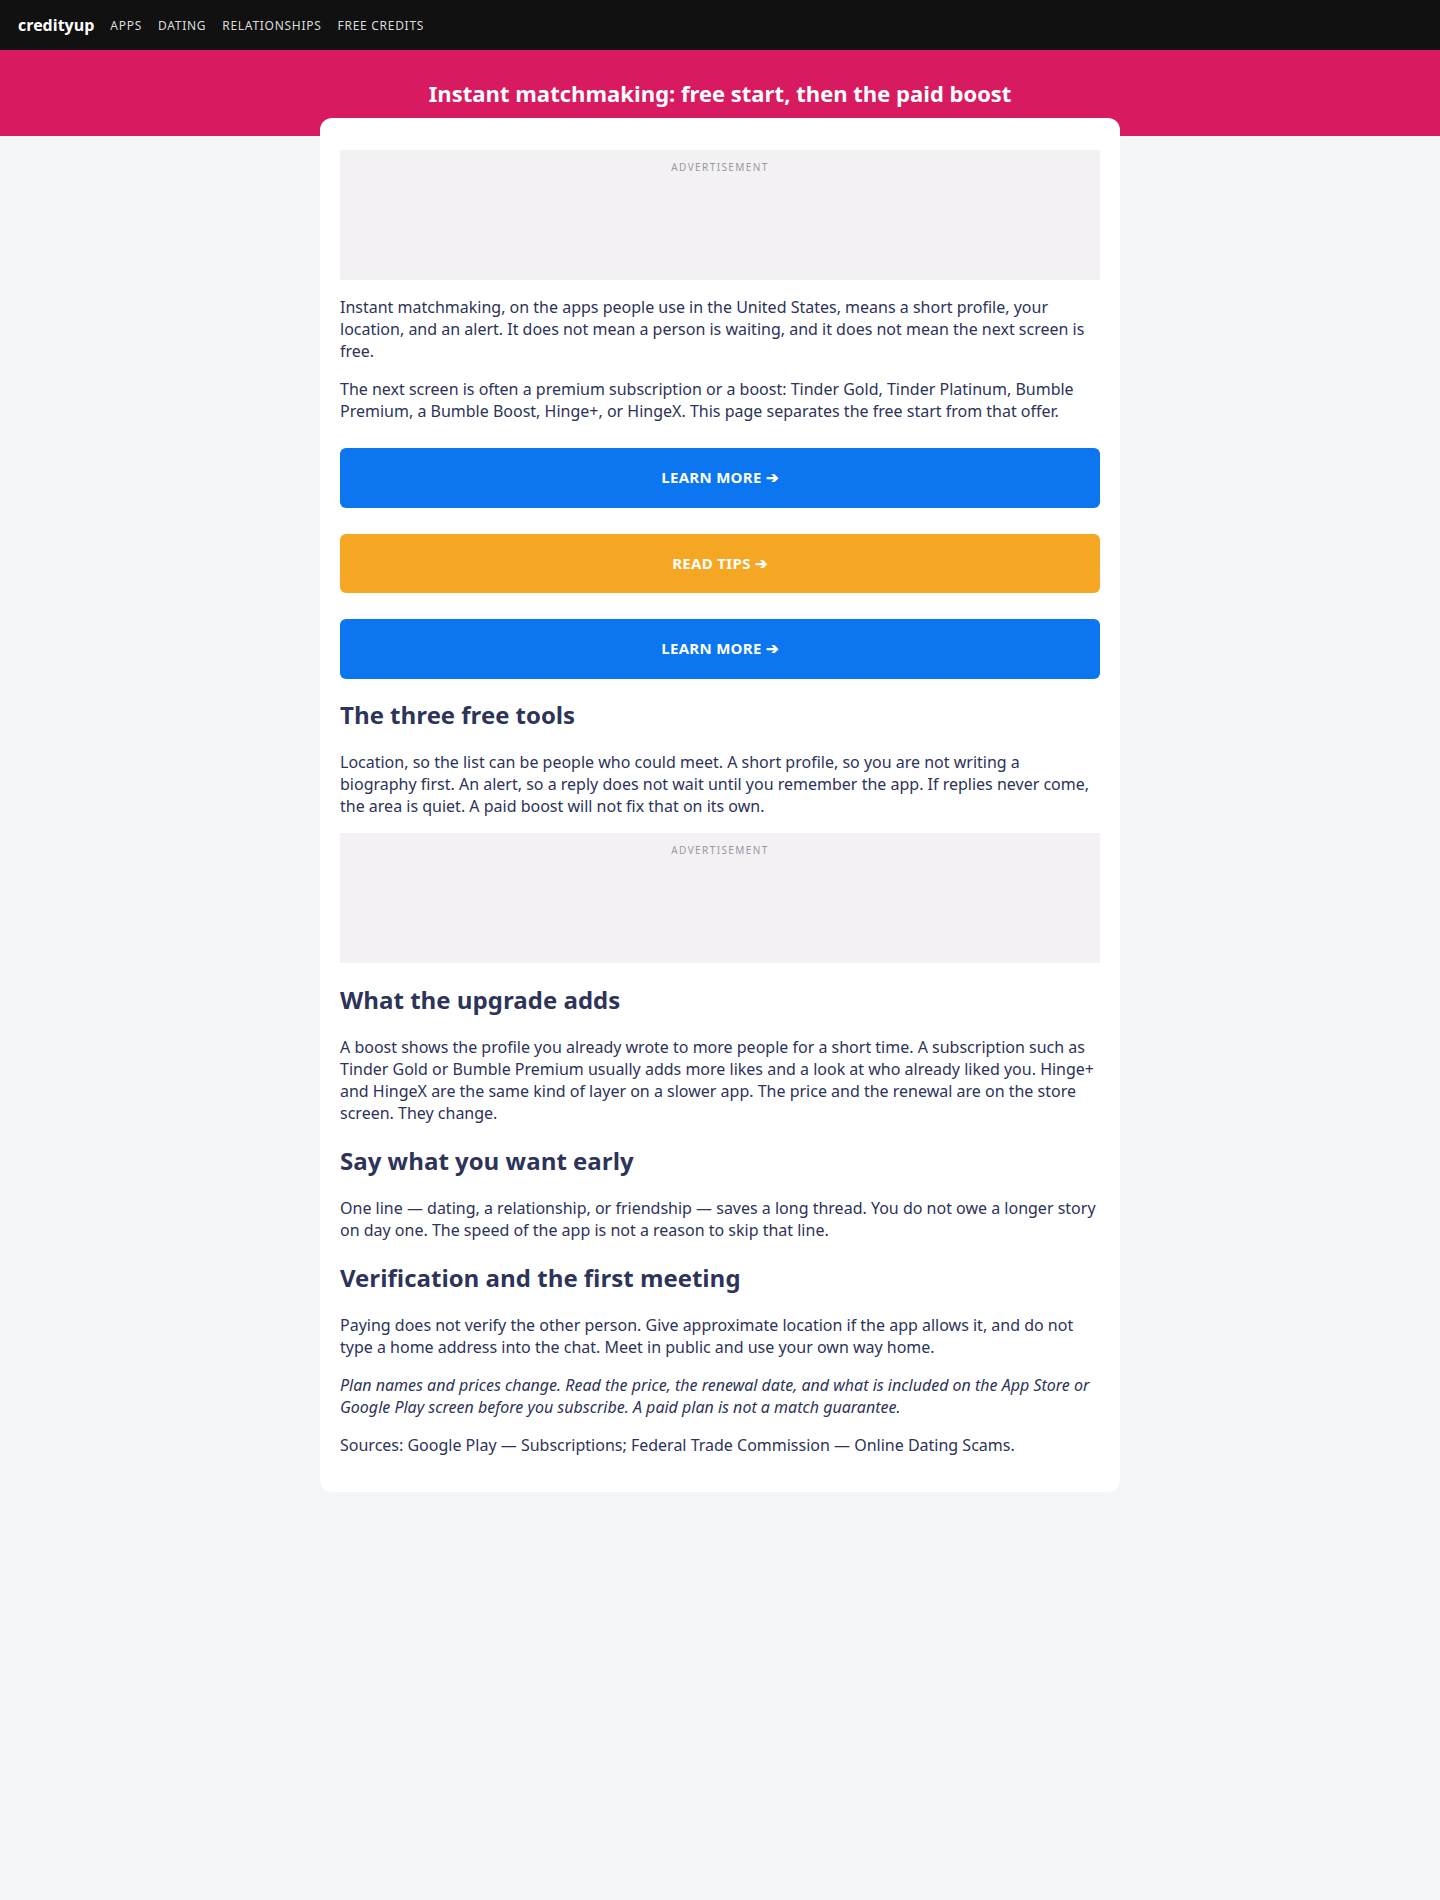 credityup APPS DATING RELATIONSHIPS FREE CREDITS
Instant matchmaking: free start, then the paid boost
ADVERTISEMENT
Instant matchmaking, on the apps people use in the United States, means a short profile, your
location, and an alert. It does not mean a person is waiting, and it does not mean the next screen is
free.
The next screen is often a premium subscription or a boost: Tinder Gold, Tinder Platinum, Bumble
Premium, a Bumble Boost, Hinge+, or HingeX. This page separates the free start from that offer.
LEARN MORE ➔
READ TIPS ➔
LEARN MORE ➔
The three free tools
Location, so the list can be people who could meet. A short profile, so you are not writing a
biography first. An alert, so a reply does not wait until you remember the app. If replies never come,
the area is quiet. A paid boost will not fix that on its own.
ADVERTISEMENT
What the upgrade adds
A boost shows the profile you already wrote to more people for a short time. A subscription such as
Tinder Gold or Bumble Premium usually adds more likes and a look at who already liked you. Hinge+
and HingeX are the same kind of layer on a slower app. The price and the renewal are on the store
screen. They change.
Say what you want early
One line — dating, a relationship, or friendship — saves a long thread. You do not owe a longer story
on day one. The speed of the app is not a reason to skip that line.
Verification and the first meeting
Paying does not verify the other person. Give approximate location if the app allows it, and do not
type a home address into the chat. Meet in public and use your own way home.
Plan names and prices change. Read the price, the renewal date, and what is included on the App Store or
Google Play screen before you subscribe. A paid plan is not a match guarantee.
Sources: Google Play — Subscriptions; Federal Trade Commission — Online Dating Scams.